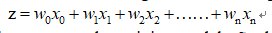 z = w₀x₀ + w₁x₁ + w₂x₂ + ...... + wₙxₙ